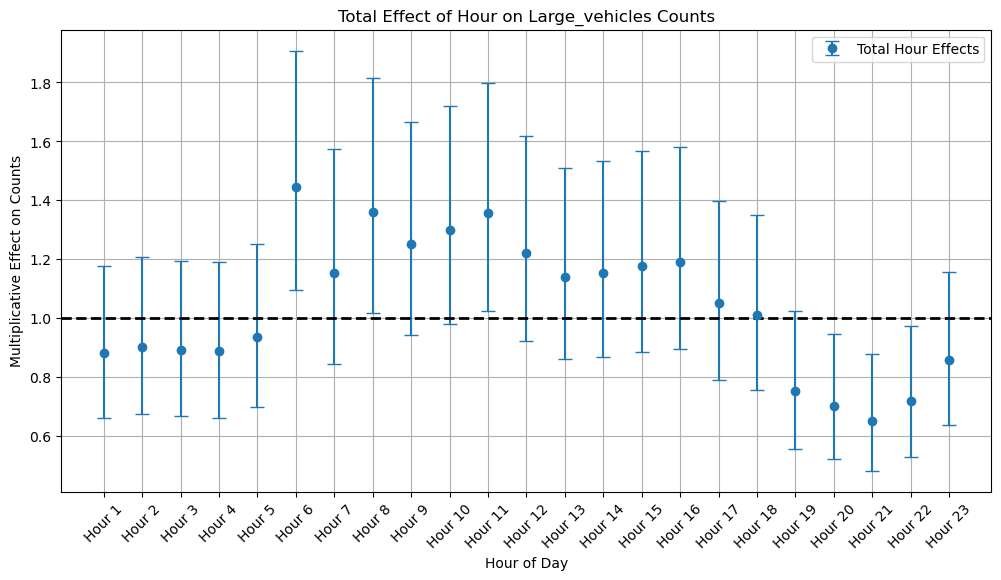 Total Effect of Hour on Large_vehicles Counts
Total Hour Effects
Multiplicative Effect on Counts
1.8
1.6
1.4
1.2
1.0
0.8
0.6
Hour 1
Hour 2
Hour 3
Hour 4
Hour 5
Hour 6
Hour 7
Hour 8
Hour 9
Hour 10
Hour 11
Hour 12
Hour 13
Hour 14
Hour 15
Hour 16
Hour 17
Hour 18
Hour 19
Hour 20
Hour 21
Hour 22
Hour 23
Hour of Day